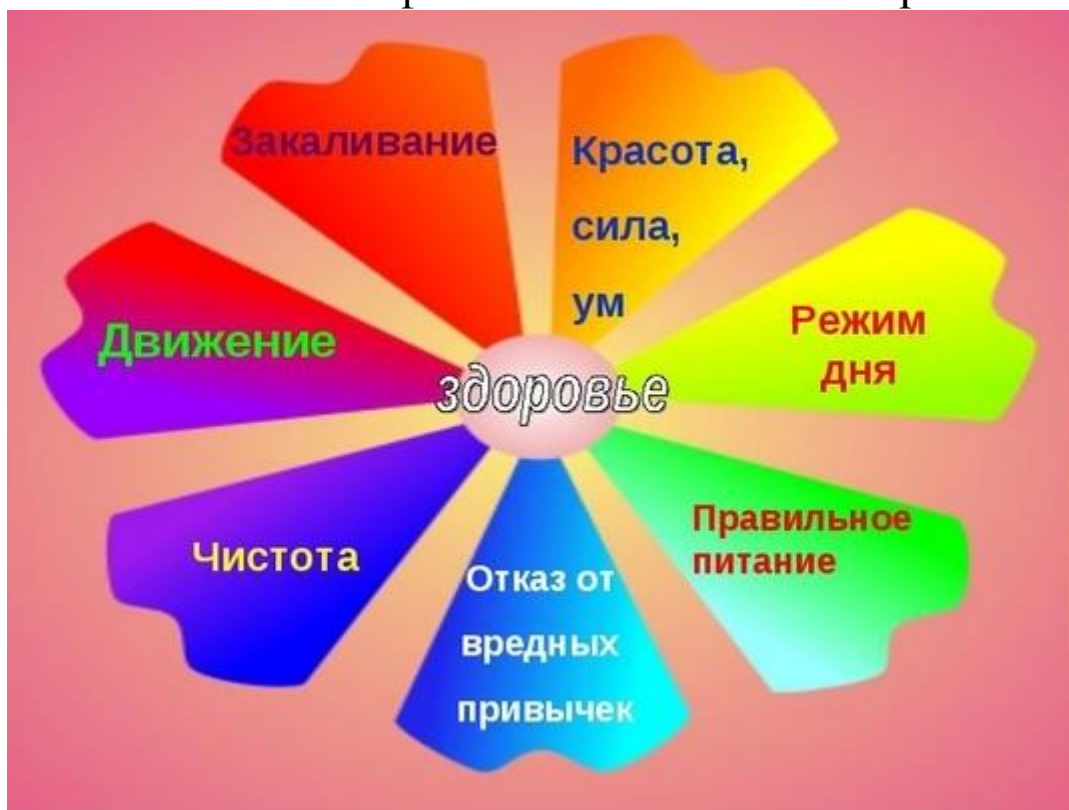 Закаливание
Красота,
сила,
ум
Режим
дня
Правильное
питание
Отказ от
вредных
привычек
Чистота
Движение
здоровье